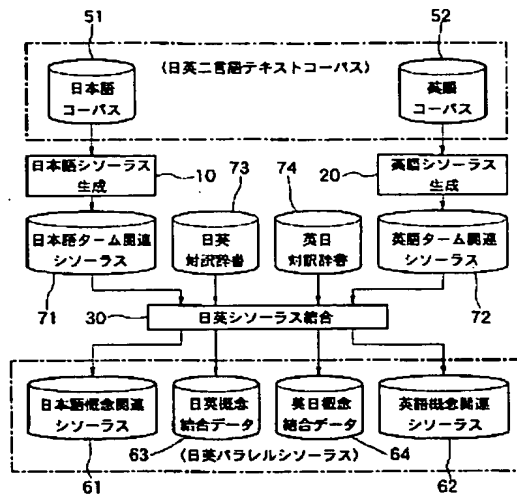 51
52
(日英二言語テキストコーパス)
日本語
コーパス
英語
コーパス
日本語シソーラス
生成
10
73
74
20
英語シソーラス
生成
日本語ターム関連
シソーラス
日英
対訳辞書
英日
対訳辞書
英語ターム関連
シソーラス
71
30
日英シソーラス結合
72
日本語概念関連
シソーラス
日英概念
結合データ
英日概念
結合データ
英語概念関連
シソーラス
61
63
(日英パラレルシソーラス)
64
62